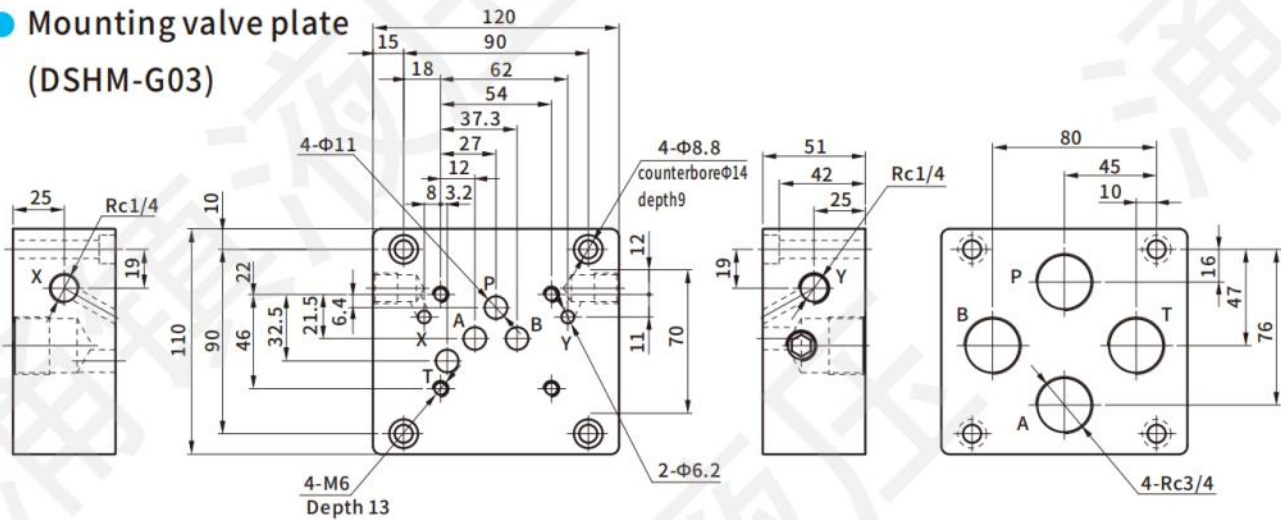 Mounting valve plate
(DSHM-G03)
120
15
90
18
62
54
37.3
4-Φ11
27
4-Φ8.8
counterboreΦ14
depth9
12
8
3.2
25
Rc1/4
10
X
19
22
6.4
21.5
32.5
46
90
110
P
A
B
X
Y
T
12
11
70
4-M6
Depth 13
2-Φ6.2
51
42
25
Rc1/4
19
Y
80
45
10
P
B
T
A
16
47
76
4-Rc3/4